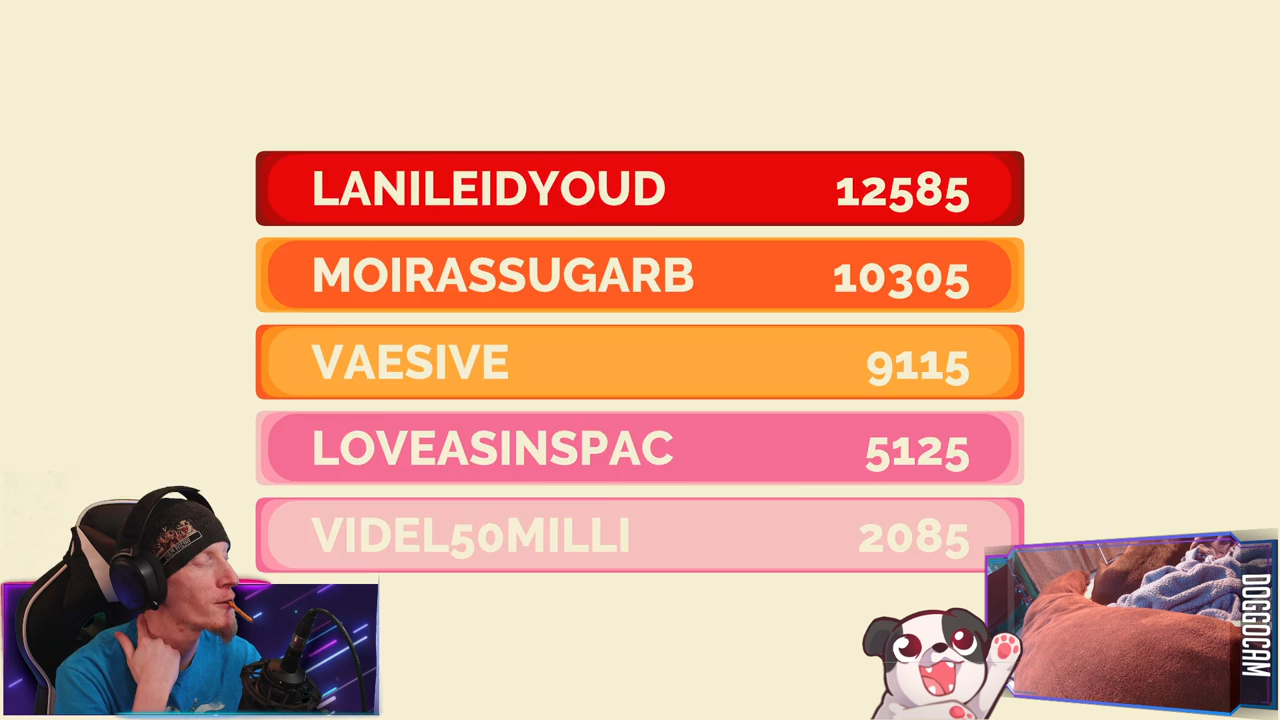 LANILEIDYOUD 12585
MOIRASSUGARB 10305
VAESIVE 9115
LOVEASINSPAC 5125
VIDEL50MILLI 2085
DOGGOCAM